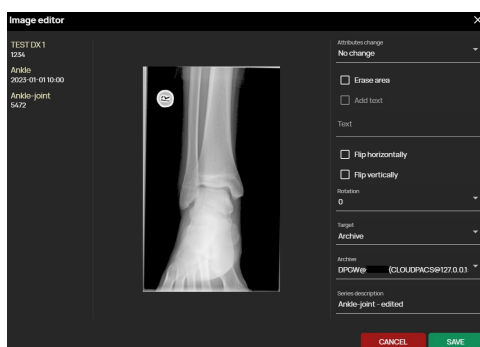 Image editor
TEST DX 1
1234
Ankle
2023-01-01 10:00
Ankle-joint
5472
Attributes change
No change
Erase area
Add text
Text
Flip horizontally
Flip vertically
Rotation
0
Target
Archive
Archive
DPGW@ (CLOUDPACS@127.0.0.1:
Series description
Ankle-joint - edited
CANCEL SAVE